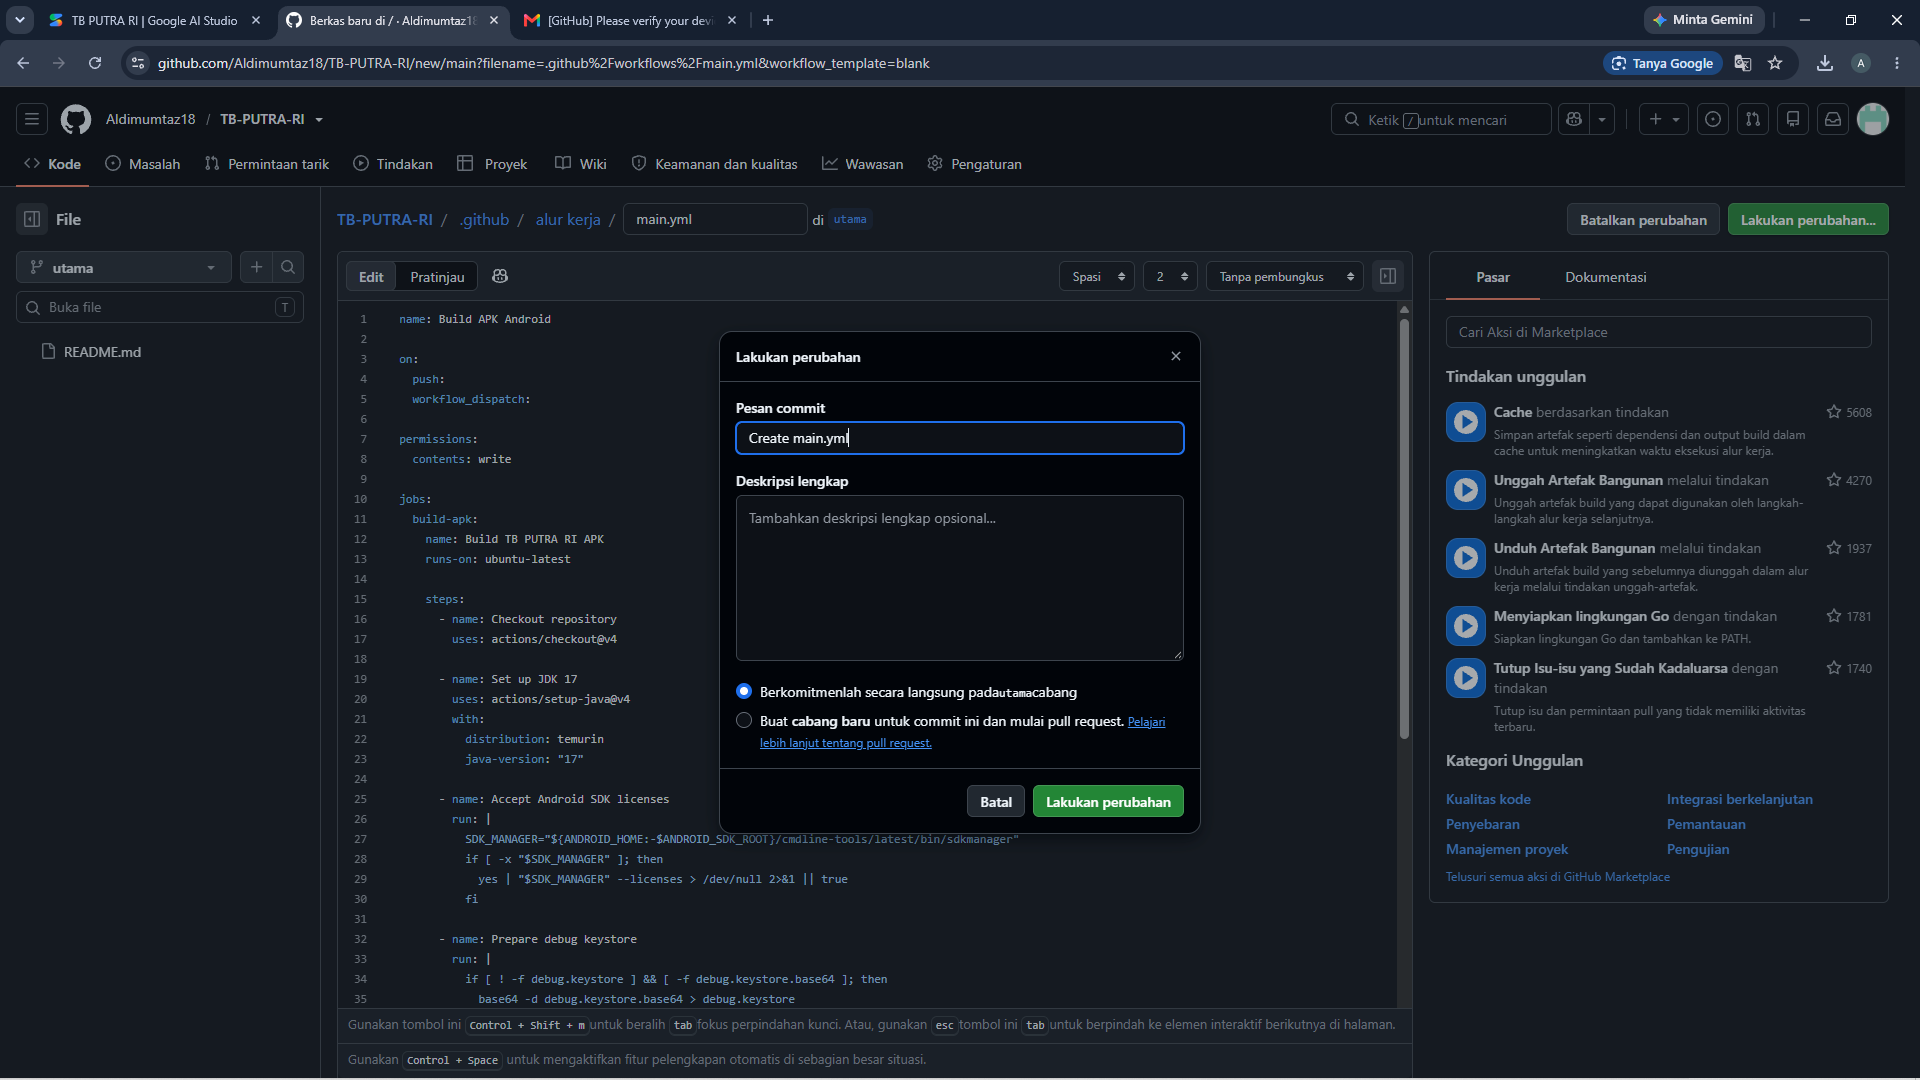 TB PUTRA RI | Google AI Studio
Berkas baru di / · Aldimumtaz18
[GitHub] Please verify your devi
Minta Gemini
github.com/Aldimumtaz18/TB-PUTRA-RI/new/main?filename=.github%2Fworkflows%2Fmain.yml&workflow_template=blank
Tanya Google
A
Aldimumtaz18 / TB-PUTRA-RI
Ketik / untuk mencari
Kode
Masalah
Permintaan tarik
Tindakan
Proyek
Wiki
Keamanan dan kualitas
Wawasan
Pengaturan
File
utama
Buka file
T
README.md
TB-PUTRA-RI / .github / alur kerja / main.yml di utama
Batalkan perubahan
Lakukan perubahan...
Edit
Pratinjau
Spasi
2
Tanpa pembungkus
1 name: Build APK Android
2
3 on:
4 push:
5 workflow_dispatch:
6
7 permissions:
8 contents: write
9
10 jobs:
11 build-apk:
12 name: Build TB PUTRA RI APK
13 runs-on: ubuntu-latest
14
15 steps:
16 - name: Checkout repository
17 uses: actions/checkout@v4
18
19 - name: Set up JDK 17
20 uses: actions/setup-java@v4
21 with:
22 distribution: temurin
23 java-version: "17"
24
25 - name: Accept Android SDK licenses
26 run: |
27 SDK_MANAGER="${ANDROID_HOME:-$ANDROID_SDK_ROOT}/cmdline-tools/latest/bin/sdkmanager"
28 if [ -x "$SDK_MANAGER" ]; then
29 yes | "$SDK_MANAGER" --licenses > /dev/null 2>&1 || true
30 fi
31
32 - name: Prepare debug keystore
33 run: |
34 if [ ! -f debug.keystore ] && [ -f debug.keystore.base64 ]; then
35 base64 -d debug.keystore.base64 > debug.keystore
Gunakan tombol ini Control + Shift + m untuk beralih tab fokus perpindahan kunci. Atau, gunakan esc tombol ini tab untuk berpindah ke elemen interaktif berikutnya di halaman.
Gunakan Control + Space untuk mengaktifkan fitur pelengkapan otomatis di sebagian besar situasi.
Lakukan perubahan
Pesan commit
Create main.yml
Deskripsi lengkap
Tambahkan deskripsi lengkap opsional...
Berkomitmenlah secara langsung padautamacabang
Buat cabang baru untuk commit ini dan mulai pull request. Pelajari
lebih lanjut tentang pull request.
Batal
Lakukan perubahan
Pasar
Dokumentasi
Cari Aksi di Marketplace
Tindakan unggulan
Cache berdasarkan tindakan
5608
Simpan artefak seperti dependensi dan output build dalam
cache untuk meningkatkan waktu eksekusi alur kerja.
Unggah Artefak Bangunan melalui tindakan
4270
Unggah artefak build yang dapat digunakan oleh langkah-
langkah alur kerja selanjutnya.
Unduh Artefak Bangunan melalui tindakan
1937
Unduh artefak build yang sebelumnya diunggah dalam alur
kerja melalui tindakan unggah-artefak.
Menyiapkan lingkungan Go dengan tindakan
1781
Siapkan lingkungan Go dan tambahkan ke PATH.
Tutup Isu-isu yang Sudah Kadaluarsa dengan
tindakan
1740
Tutup isu dan permintaan pull yang tidak memiliki aktivitas
terbaru.
Kategori Unggulan
Kualitas kode
Integrasi berkelanjutan
Penyebaran
Pemantauan
Manajemen proyek
Pengujian
Telusuri semua aksi di GitHub Marketplace